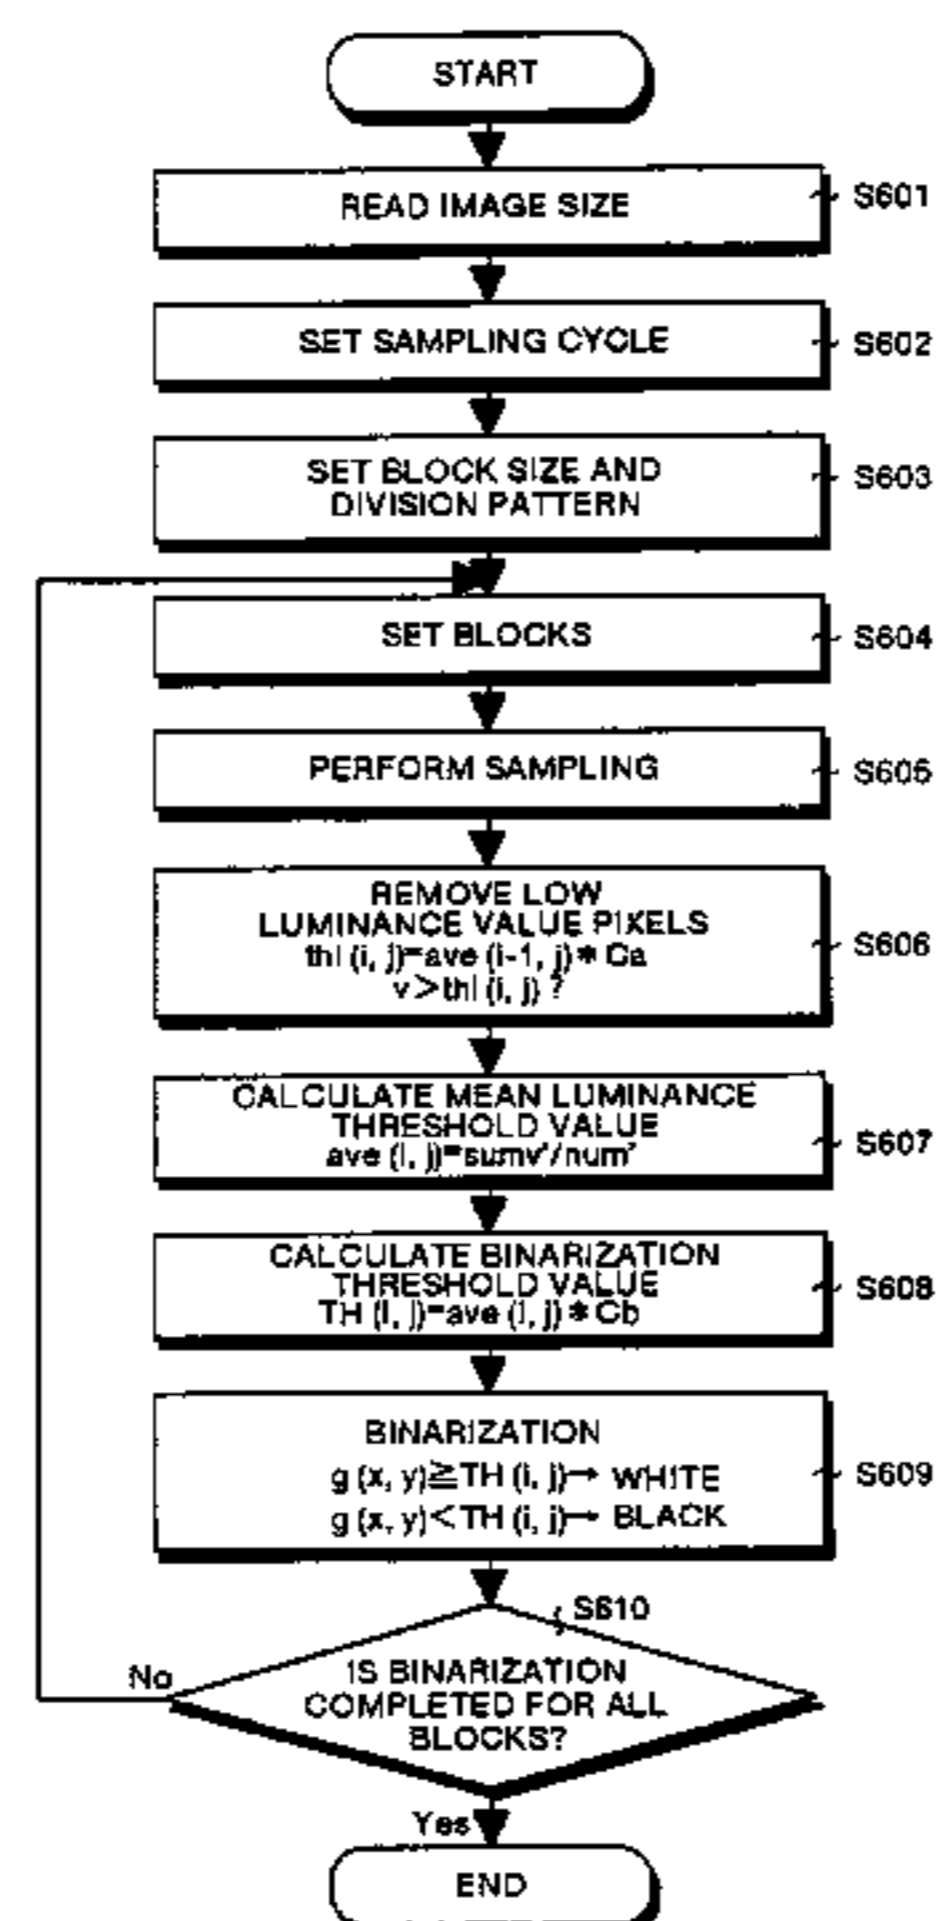 START
READ IMAGE SIZE
S601
SET SAMPLING CYCLE
S602
SET BLOCK SIZE AND
DIVISION PATTERN
S603
SET BLOCKS
S604
PERFORM SAMPLING
S605
REMOVE LOW
LUMINANCE VALUE PIXELS
thl (i, j)=ave (i-1, j)* Ca
v>thl (i, j) ?
S606
CALCULATE MEAN LUMINANCE
THRESHOLD VALUE
ave (i, j)=sumv'/num'
S607
CALCULATE BINARIZATION
THRESHOLD VALUE
TH (i, j)=ave (i, j)* Cb
S608
BINARIZATION
g (x, y)≧TH (i, j)→ WHITE
g (x, y)<TH (i, j)→ BLACK
S609
S610
IS BINARIZATION
COMPLETED FOR ALL
BLOCKS?
No
Yes
END